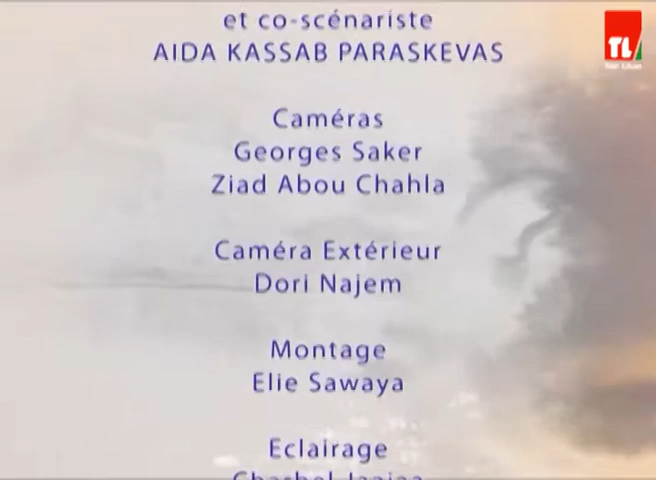 et co-scénariste
AIDA KASSAB PARASKEVAS
TL
Caméras
Georges Saker
Ziad Abou Chahla
Caméra Extérieur
Dori Najem
Montage
Elie Sawaya
Eclairage